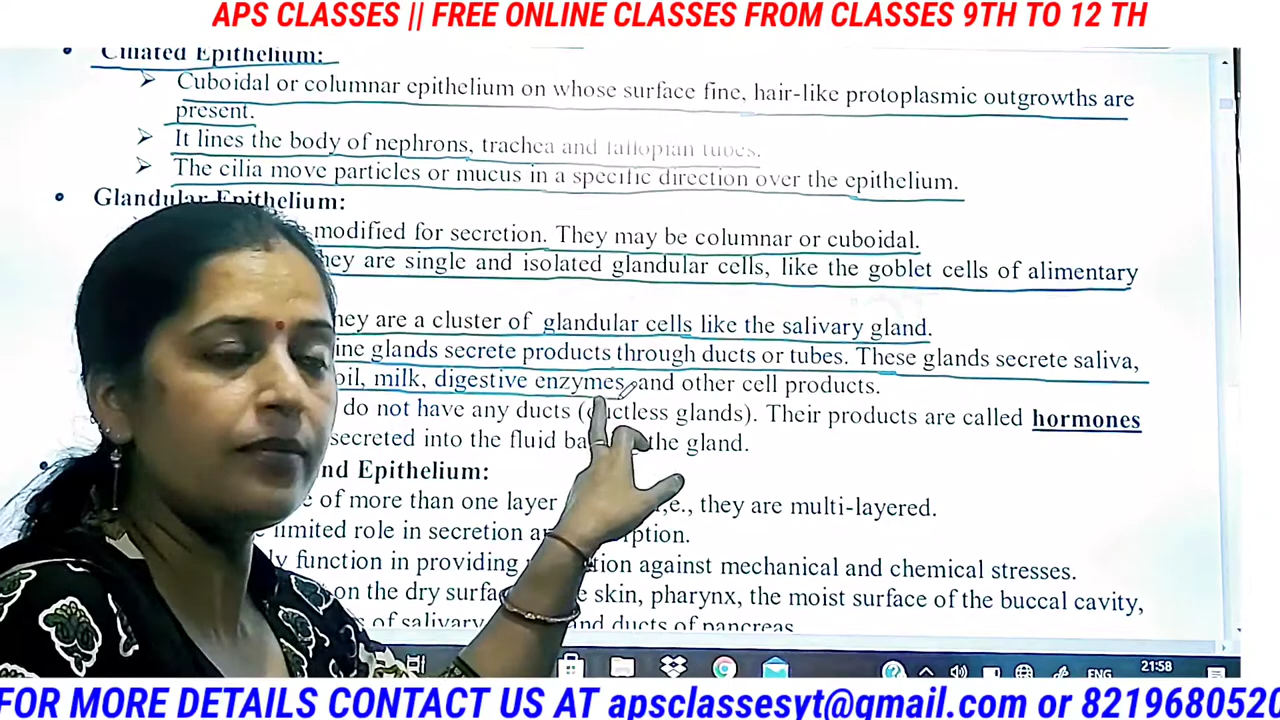 APS CLASSES || FREE ONLINE CLASSES FROM CLASSES 9TH TO 12 TH
Ciliated Epithelium:
Cuboidal or columnar epithelium on whose surface fine, hair-like protoplasmic outgrowths are
present.
It lines the body of nephrons, trachea and fallopian tubes.
The cilia move particles or mucus in a specific direction over the epithelium.
Glandular Epithelium:
modified for secretion. They may be columnar or cuboidal.
they are single and isolated glandular cells, like the goblet cells of alimentary
they are a cluster of glandular cells like the salivary gland.
glands secrete products through ducts or tubes. These glands secrete saliva,
oil, milk, digestive enzymes and other cell products.
do not have any ducts (ductless glands). Their products are called hormones
secreted into the fluid the gland.
Epithelium:
of more than one layer i.e., they are multi-layered.
limited role in secretion
function in providing against mechanical and chemical stresses.
on the dry skin, pharynx, the moist surface of the buccal cavity,
of salivary and ducts of pancreas
ENG
21:58
FOR MORE DETAILS CONTACT US AT apsclassesyt@gmail.com or 8219680520